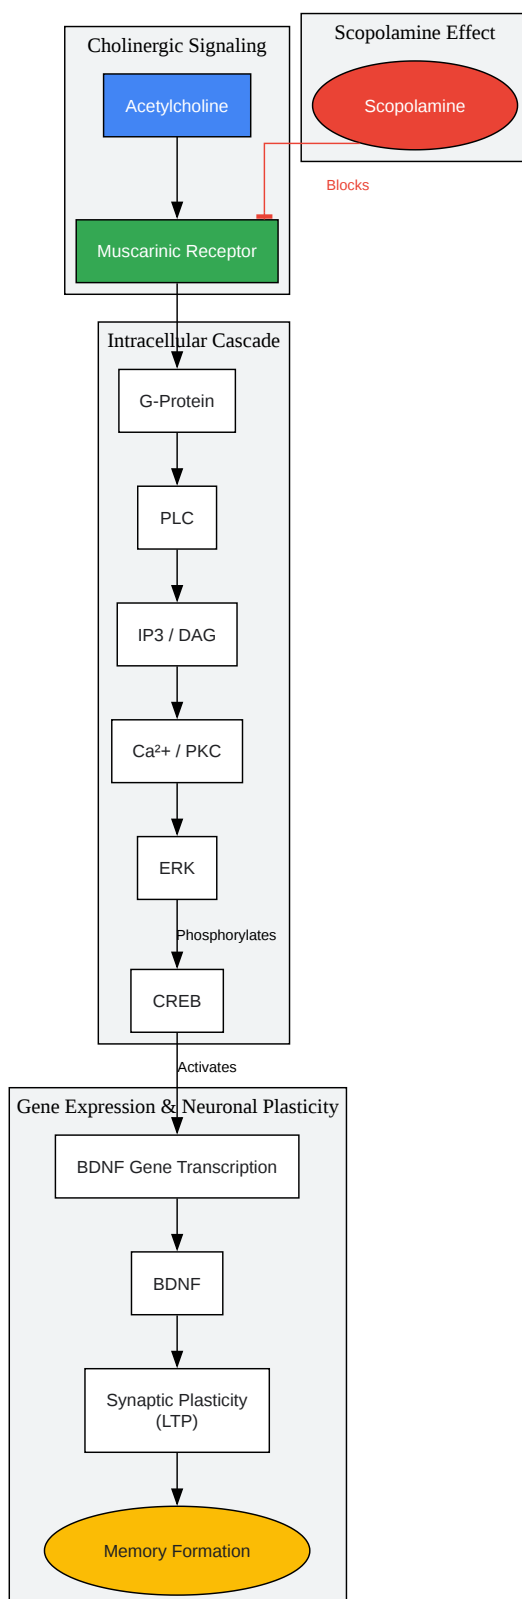 Cholinergic Signaling
Scopolamine Effect
Acetylcholine
Scopolamine
Blocks
Muscarinic Receptor
Intracellular Cascade
G-Protein
PLC
IP3 / DAG
Ca²+ / PKC
ERK
Phosphorylates
CREB
Activates
Gene Expression & Neuronal Plasticity
BDNF Gene Transcription
BDNF
Synaptic Plasticity
(LTP)
Memory Formation